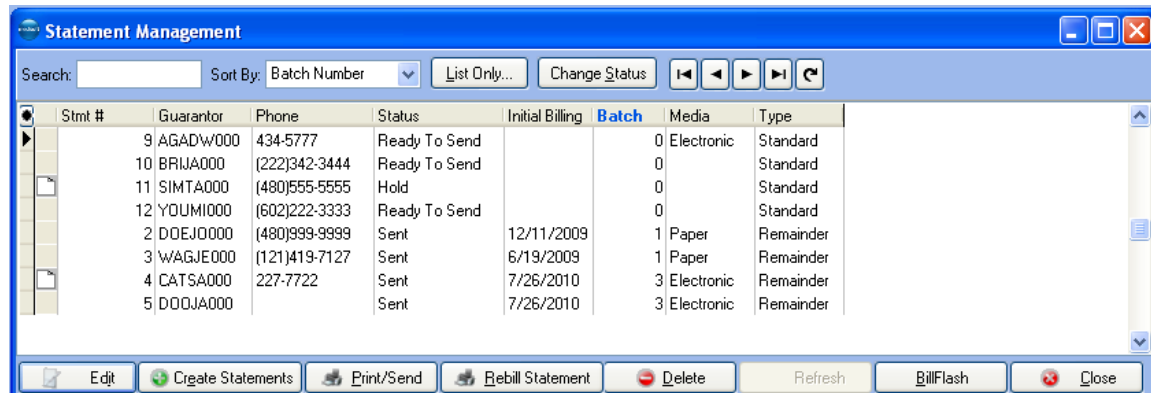 Statement Management
Search: Sort By: Batch Number List Only... Change Status
Stmt # Guarantor Phone Status Initial Billing Batch Media Type
9 AGADW000 434-5777 Ready To Send 0 Electronic Standard
10 BRIJA000 (222)342-3444 Ready To Send 0 Standard
11 SIMTA000 (480)555-5555 Hold 0 Standard
12 YOUMI000 (602)222-3333 Ready To Send 0 Standard
2 DOEJO000 (480)999-9999 Sent 12/11/2009 1 Paper Remainder
3 WAGJE000 (121)419-7127 Sent 6/19/2009 1 Paper Remainder
4 CATSA000 227-7722 Sent 7/26/2010 3 Electronic Remainder
5 DOOJA000 Sent 7/26/2010 3 Electronic Remainder
Edit Create Statements Print/Send Rebill Statement Delete Refresh BillFlash Close